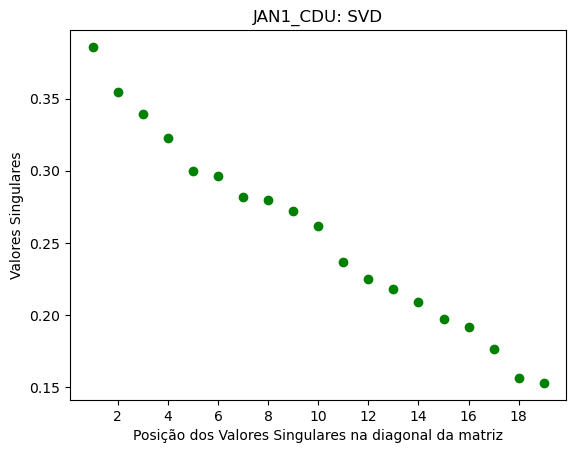 JAN1_CDU: SVD
Valores Singulares
0.35
0.30
0.25
0.20
0.15
2 4 6 8 10 12 14 16 18
Posição dos Valores Singulares na diagonal da matriz